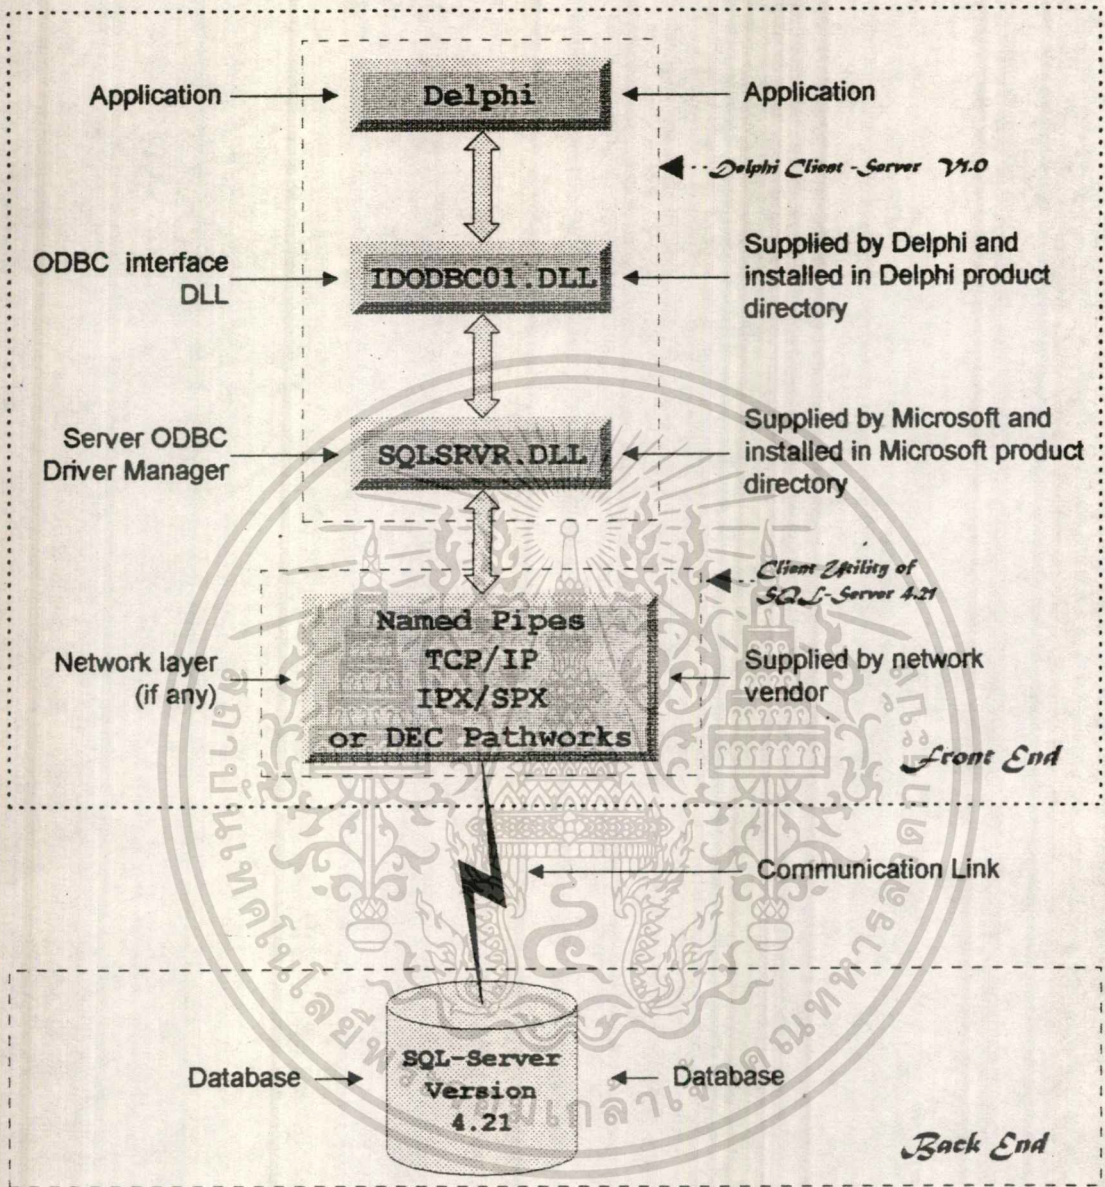 Application
Delphi
Application
Delphi Client -Server V1.0
ODBC interface
DLL
IDODBC01.DLL
Supplied by Delphi and
installed in Delphi product
directory
Server ODBC
Driver Manager
SQLSRVR.DLL
Supplied by Microsoft and
installed in Microsoft product
directory
Client Utility of
SQL-Server 4.21
Network layer
(if any)
Named Pipes
TCP/IP
IPX/SPX
or DEC Pathworks
Supplied by network
vendor
Front End
Communication Link
Database
SQL-Server
Version
4.21
Database
Back End